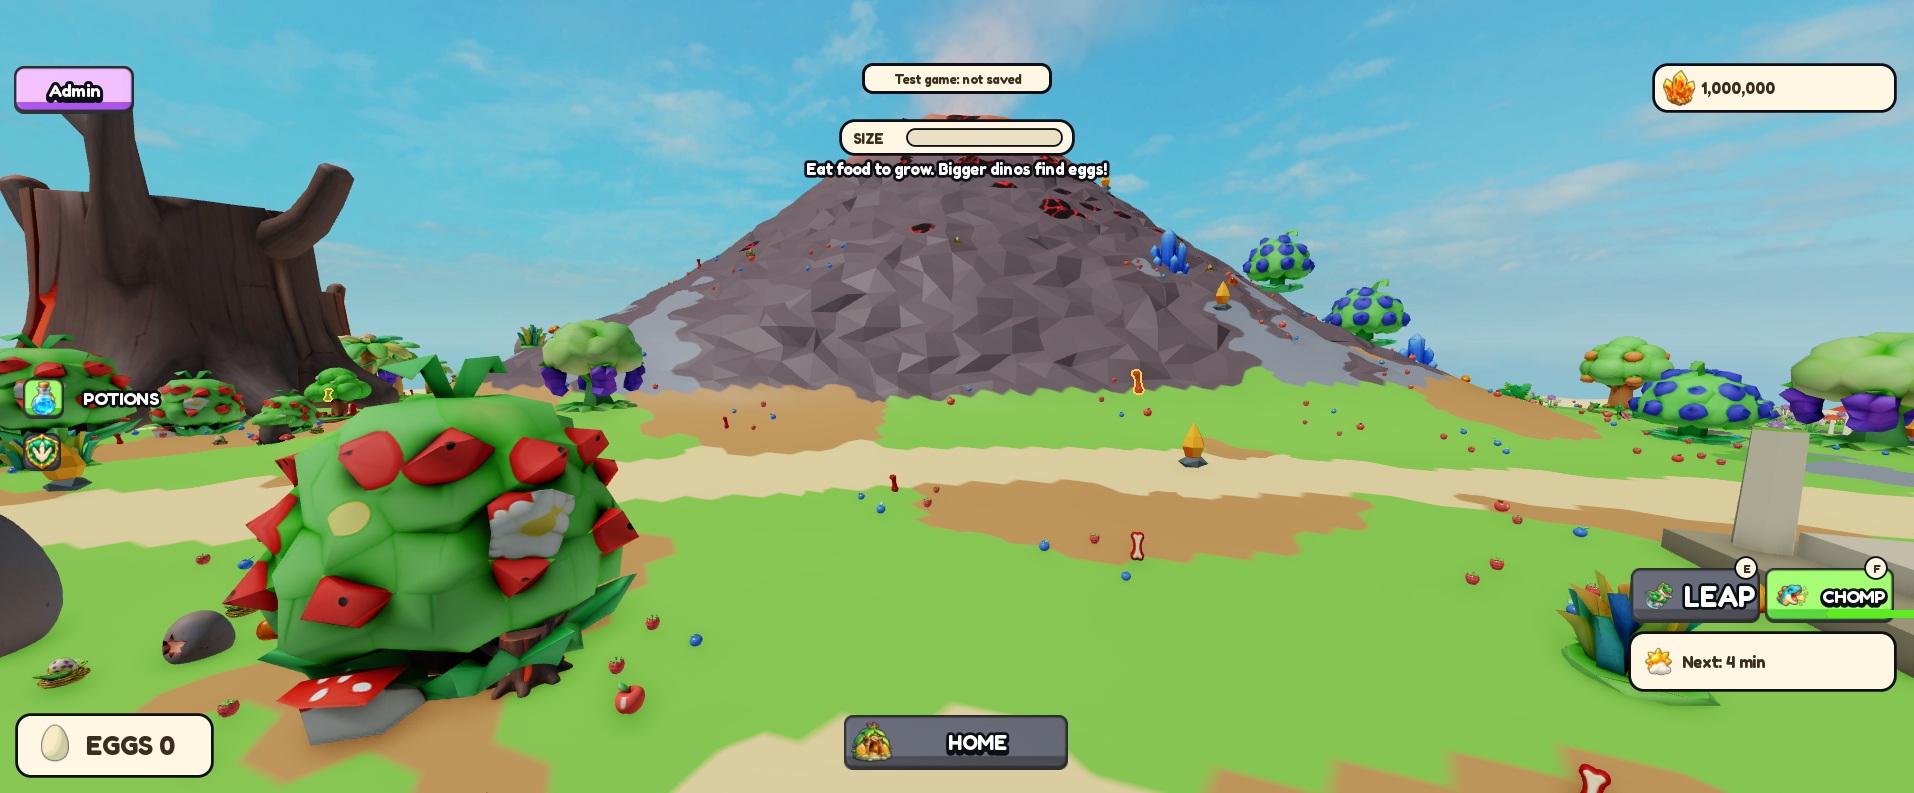 Admin
Test game: not saved
1,000,000
SIZE
Eat food to grow. Bigger dinos find eggs!
POTIONS
E
LEAP
F
CHOMP
Next: 4 min
EGGS 0
HOME